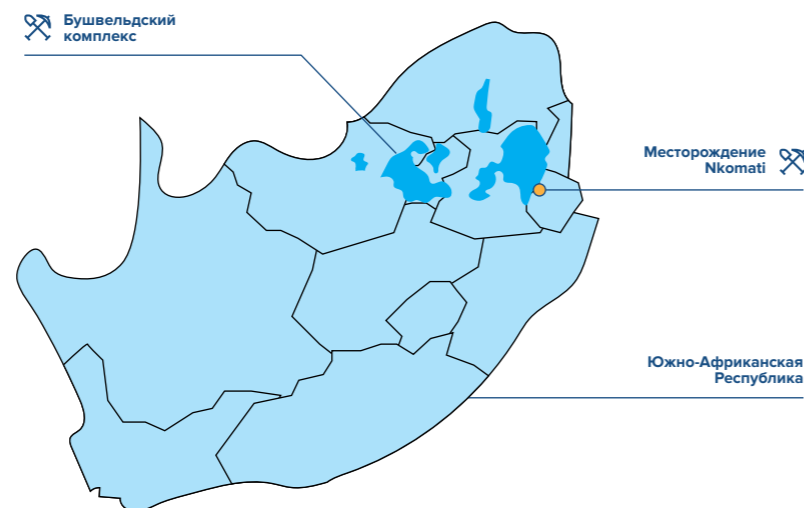 Бушвельдский
комплекс
Месторождение
Nkomati
Южно-Африканская
Республика